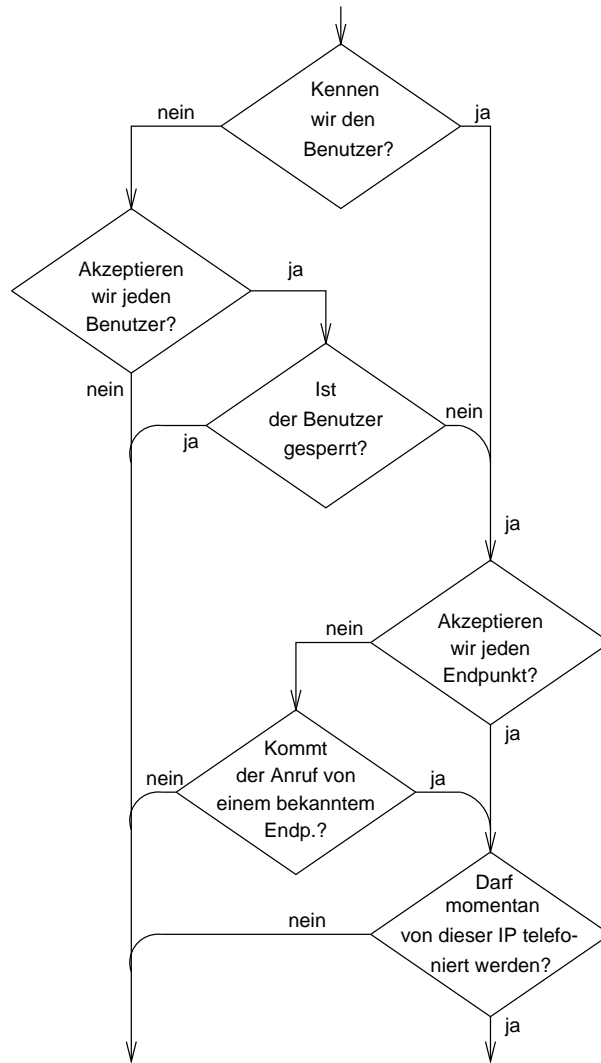 Kennen
wir den
Benutzer?
nein
ja
Akzeptieren
wir jeden
Benutzer?
ja
nein
Ist
der Benutzer
gesperrt?
ja
nein
ja
Akzeptieren
wir jeden
Endpunkt?
nein
ja
Kommt
der Anruf von
einem bekanntem
Endp.?
nein
ja
Darf
momentan
von dieser IP telefo-
niert werden?
nein
ja